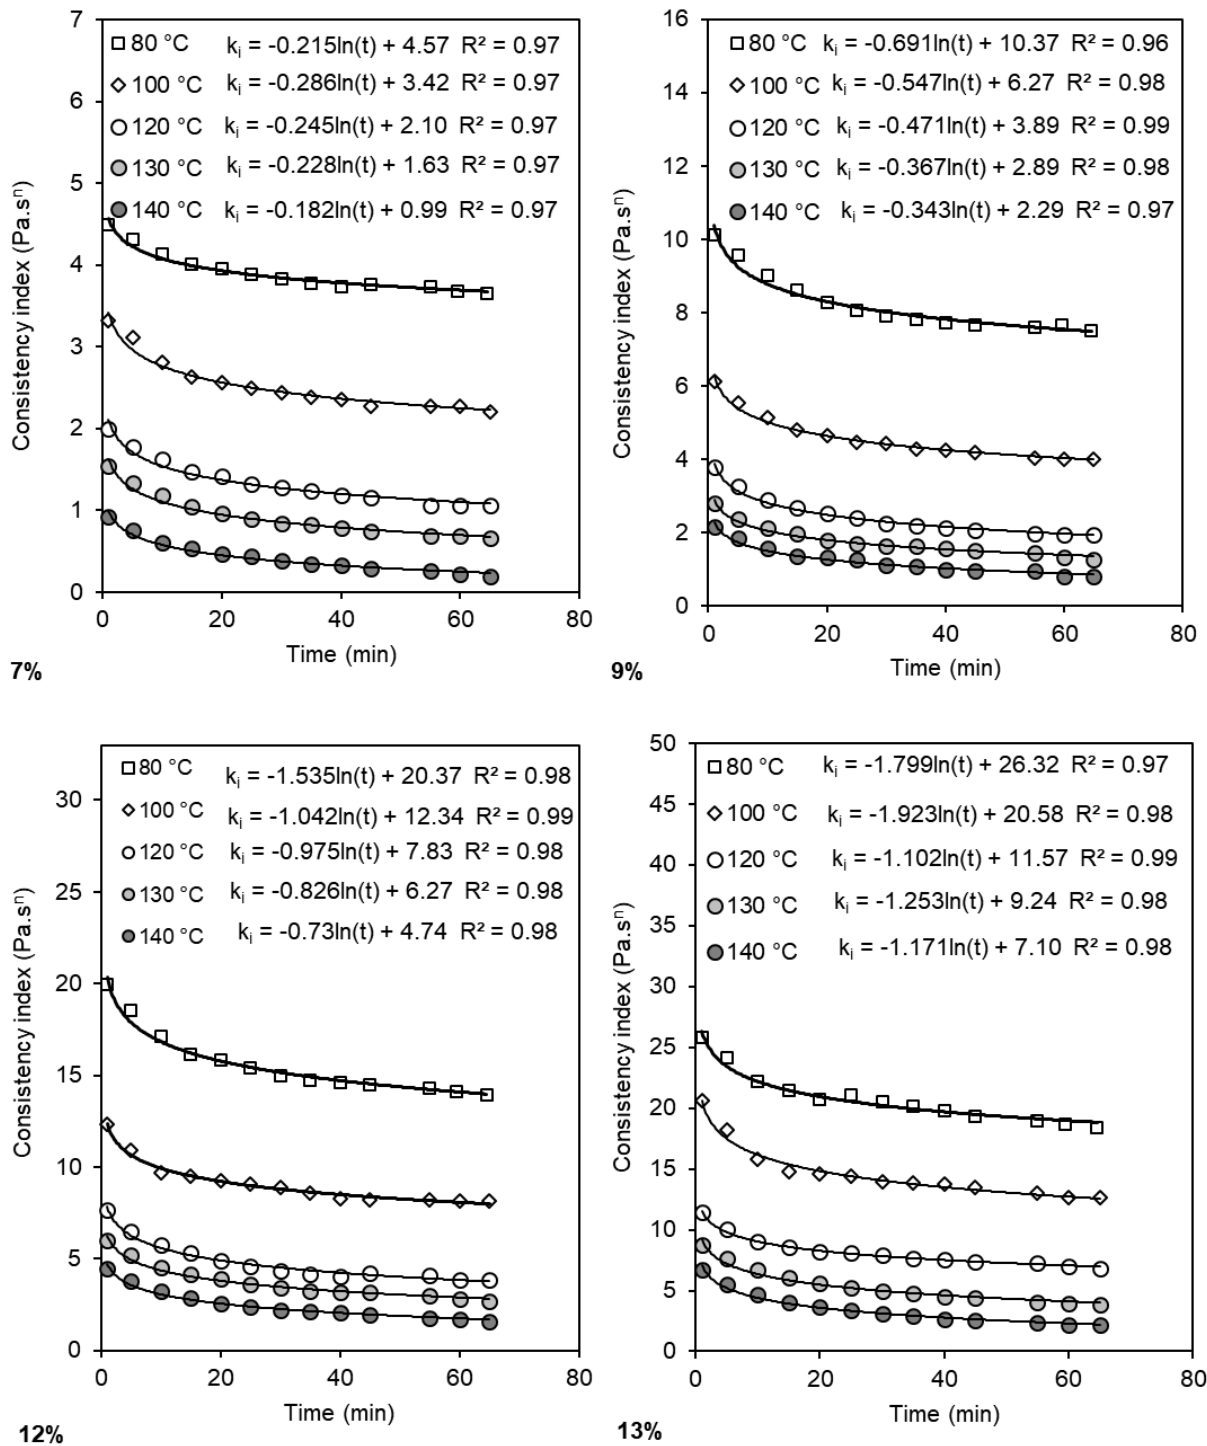 7
6
5
4
3
2
1
0
Consistency index (Pa.sⁿ)
80 °C kᵢ = -0.215ln(t) + 4.57 R² = 0.97
100 °C kᵢ = -0.286ln(t) + 3.42 R² = 0.97
120 °C kᵢ = -0.245ln(t) + 2.10 R² = 0.97
130 °C kᵢ = -0.228ln(t) + 1.63 R² = 0.97
140 °C kᵢ = -0.182ln(t) + 0.99 R² = 0.97
0 20 40 60 80
Time (min)
7%
16
14
12
10
8
6
4
2
0
Consistency index (Pa.sⁿ)
80 °C kᵢ = -0.691ln(t) + 10.37 R² = 0.96
100 °C kᵢ = -0.547ln(t) + 6.27 R² = 0.98
120 °C kᵢ = -0.471ln(t) + 3.89 R² = 0.99
130 °C kᵢ = -0.367ln(t) + 2.89 R² = 0.98
140 °C kᵢ = -0.343ln(t) + 2.29 R² = 0.97
0 20 40 60 80
Time (min)
9%
30
25
20
15
10
5
0
Consistency index (Pa.sⁿ)
80 °C kᵢ = -1.535ln(t) + 20.37 R² = 0.98
100 °C kᵢ = -1.042ln(t) + 12.34 R² = 0.99
120 °C kᵢ = -0.975ln(t) + 7.83 R² = 0.98
130 °C kᵢ = -0.826ln(t) + 6.27 R² = 0.98
140 °C kᵢ = -0.73ln(t) + 4.74 R² = 0.98
0 20 40 60 80
Time (min)
12%
50
45
40
35
30
25
20
15
10
5
0
Consistency index (Pa.sⁿ)
80 °C kᵢ = -1.799ln(t) + 26.32 R² = 0.97
100 °C kᵢ = -1.923ln(t) + 20.58 R² = 0.98
120 °C kᵢ = -1.102ln(t) + 11.57 R² = 0.99
130 °C kᵢ = -1.253ln(t) + 9.24 R² = 0.98
140 °C kᵢ = -1.171ln(t) + 7.10 R² = 0.98
0 20 40 60 80
Time (min)
13%